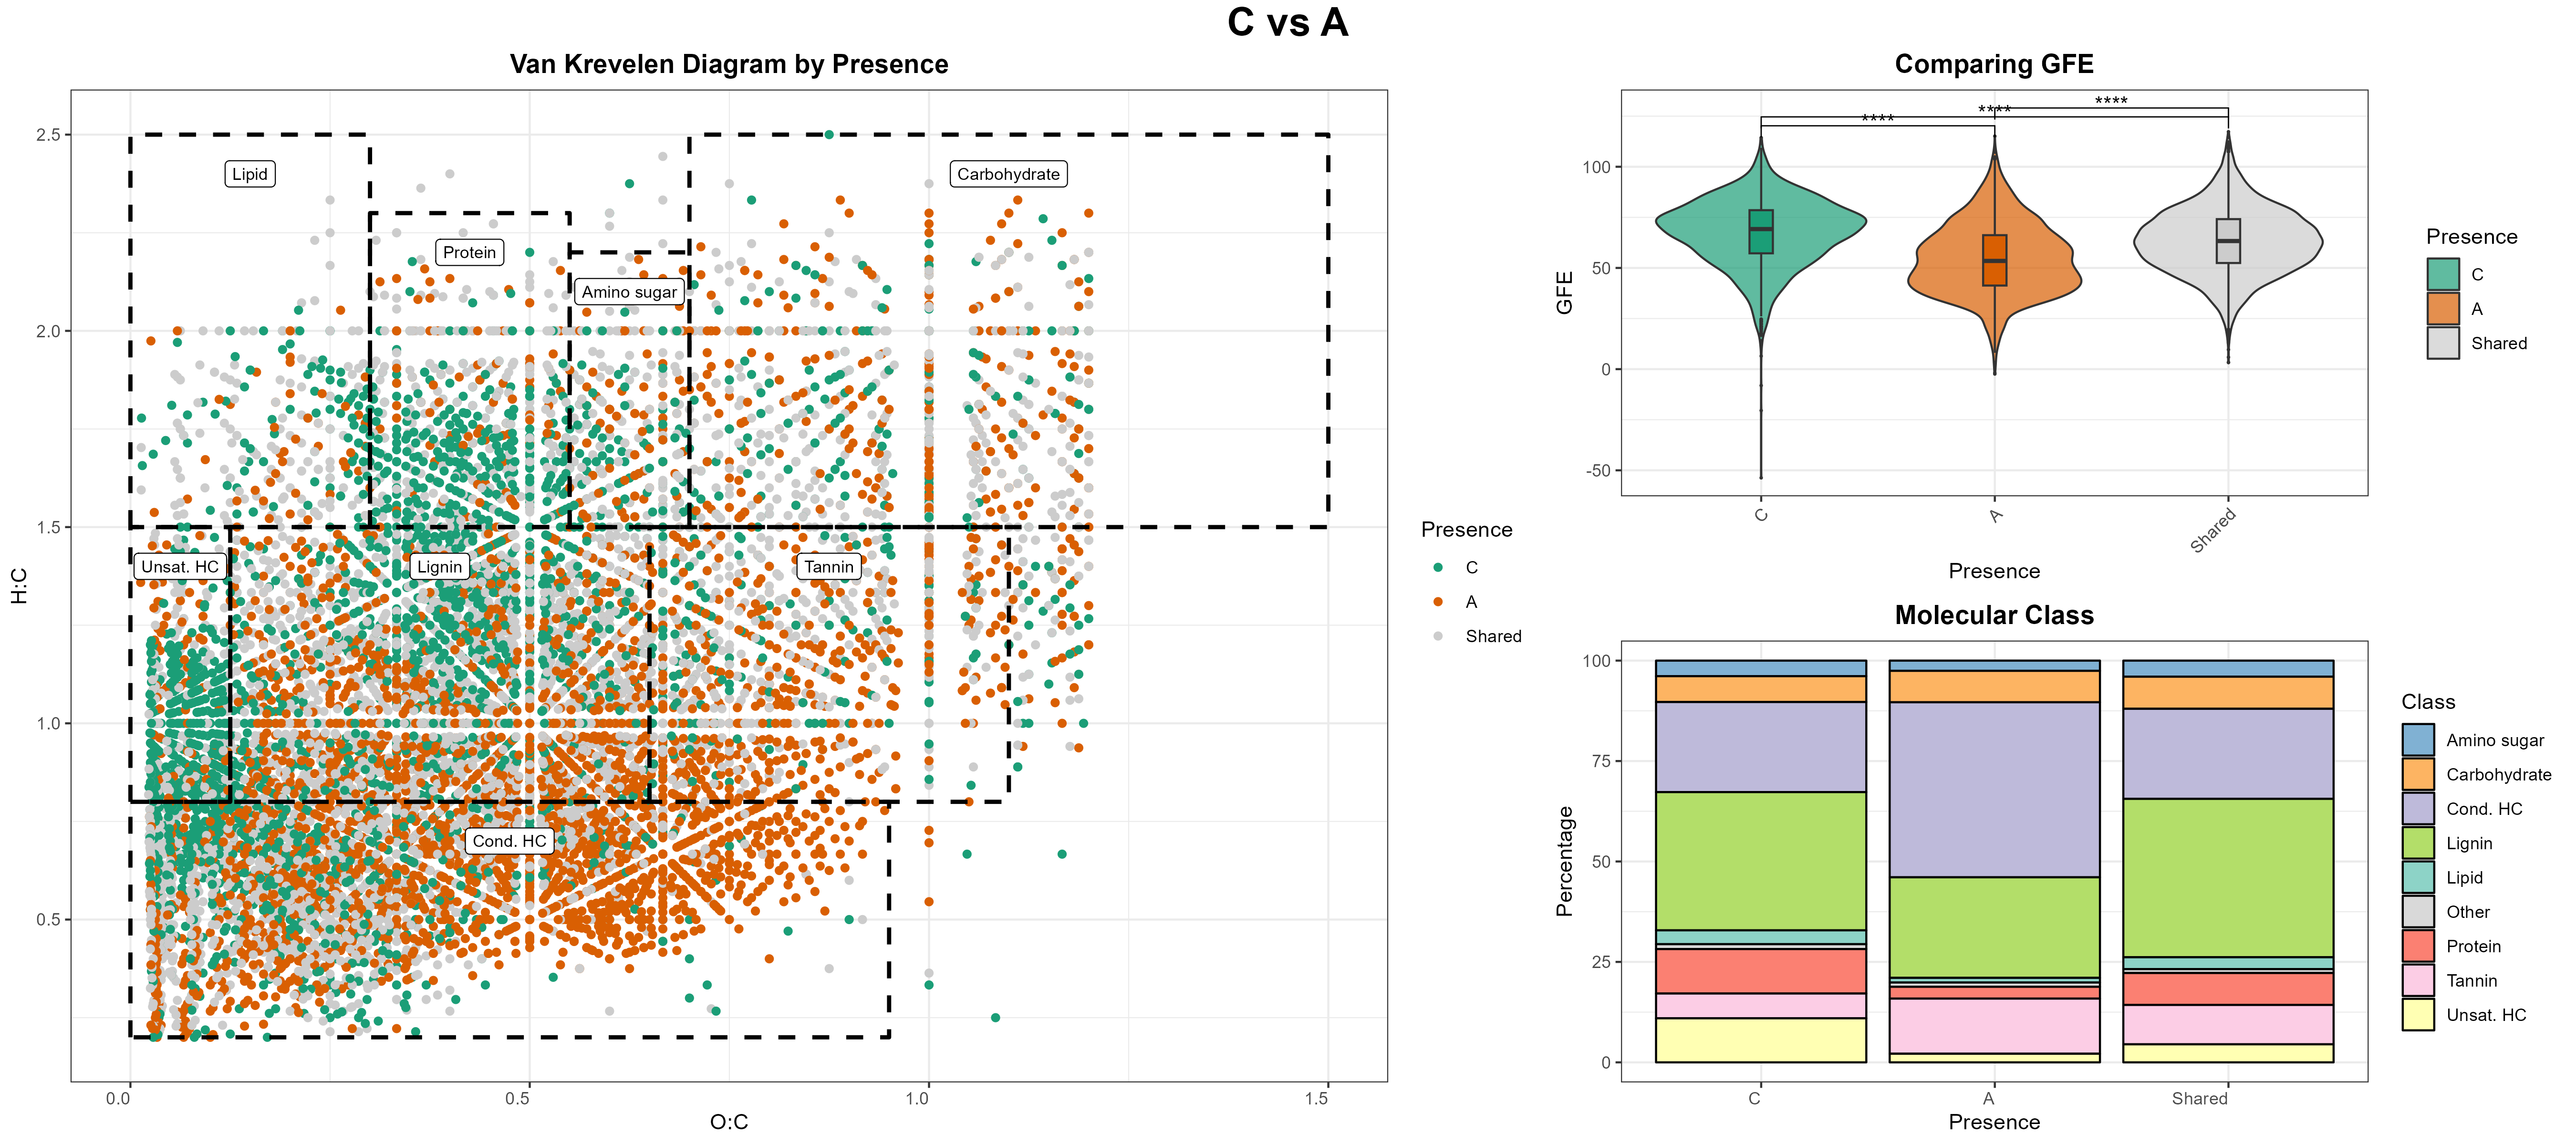 C vs A
Van Krevelen Diagram by Presence
2.5
2.0
1.5
1.0
0.5
H:C
Lipid
Carbohydrate
Protein
Amino sugar
Unsat. HC
Lignin
Tannin
Cond. HC
0.0
0.5
1.0
1.5
O:C
Presence
C
A
Shared
Comparing GFE
****
****
****
100
50
0
-50
GFE
C
A
Shared
Presence
Presence
C
A
Shared
Molecular Class
100
75
50
25
0
Percentage
C
A
Shared
Presence
Class
Amino sugar
Carbohydrate
Cond. HC
Lignin
Lipid
Other
Protein
Tannin
Unsat. HC